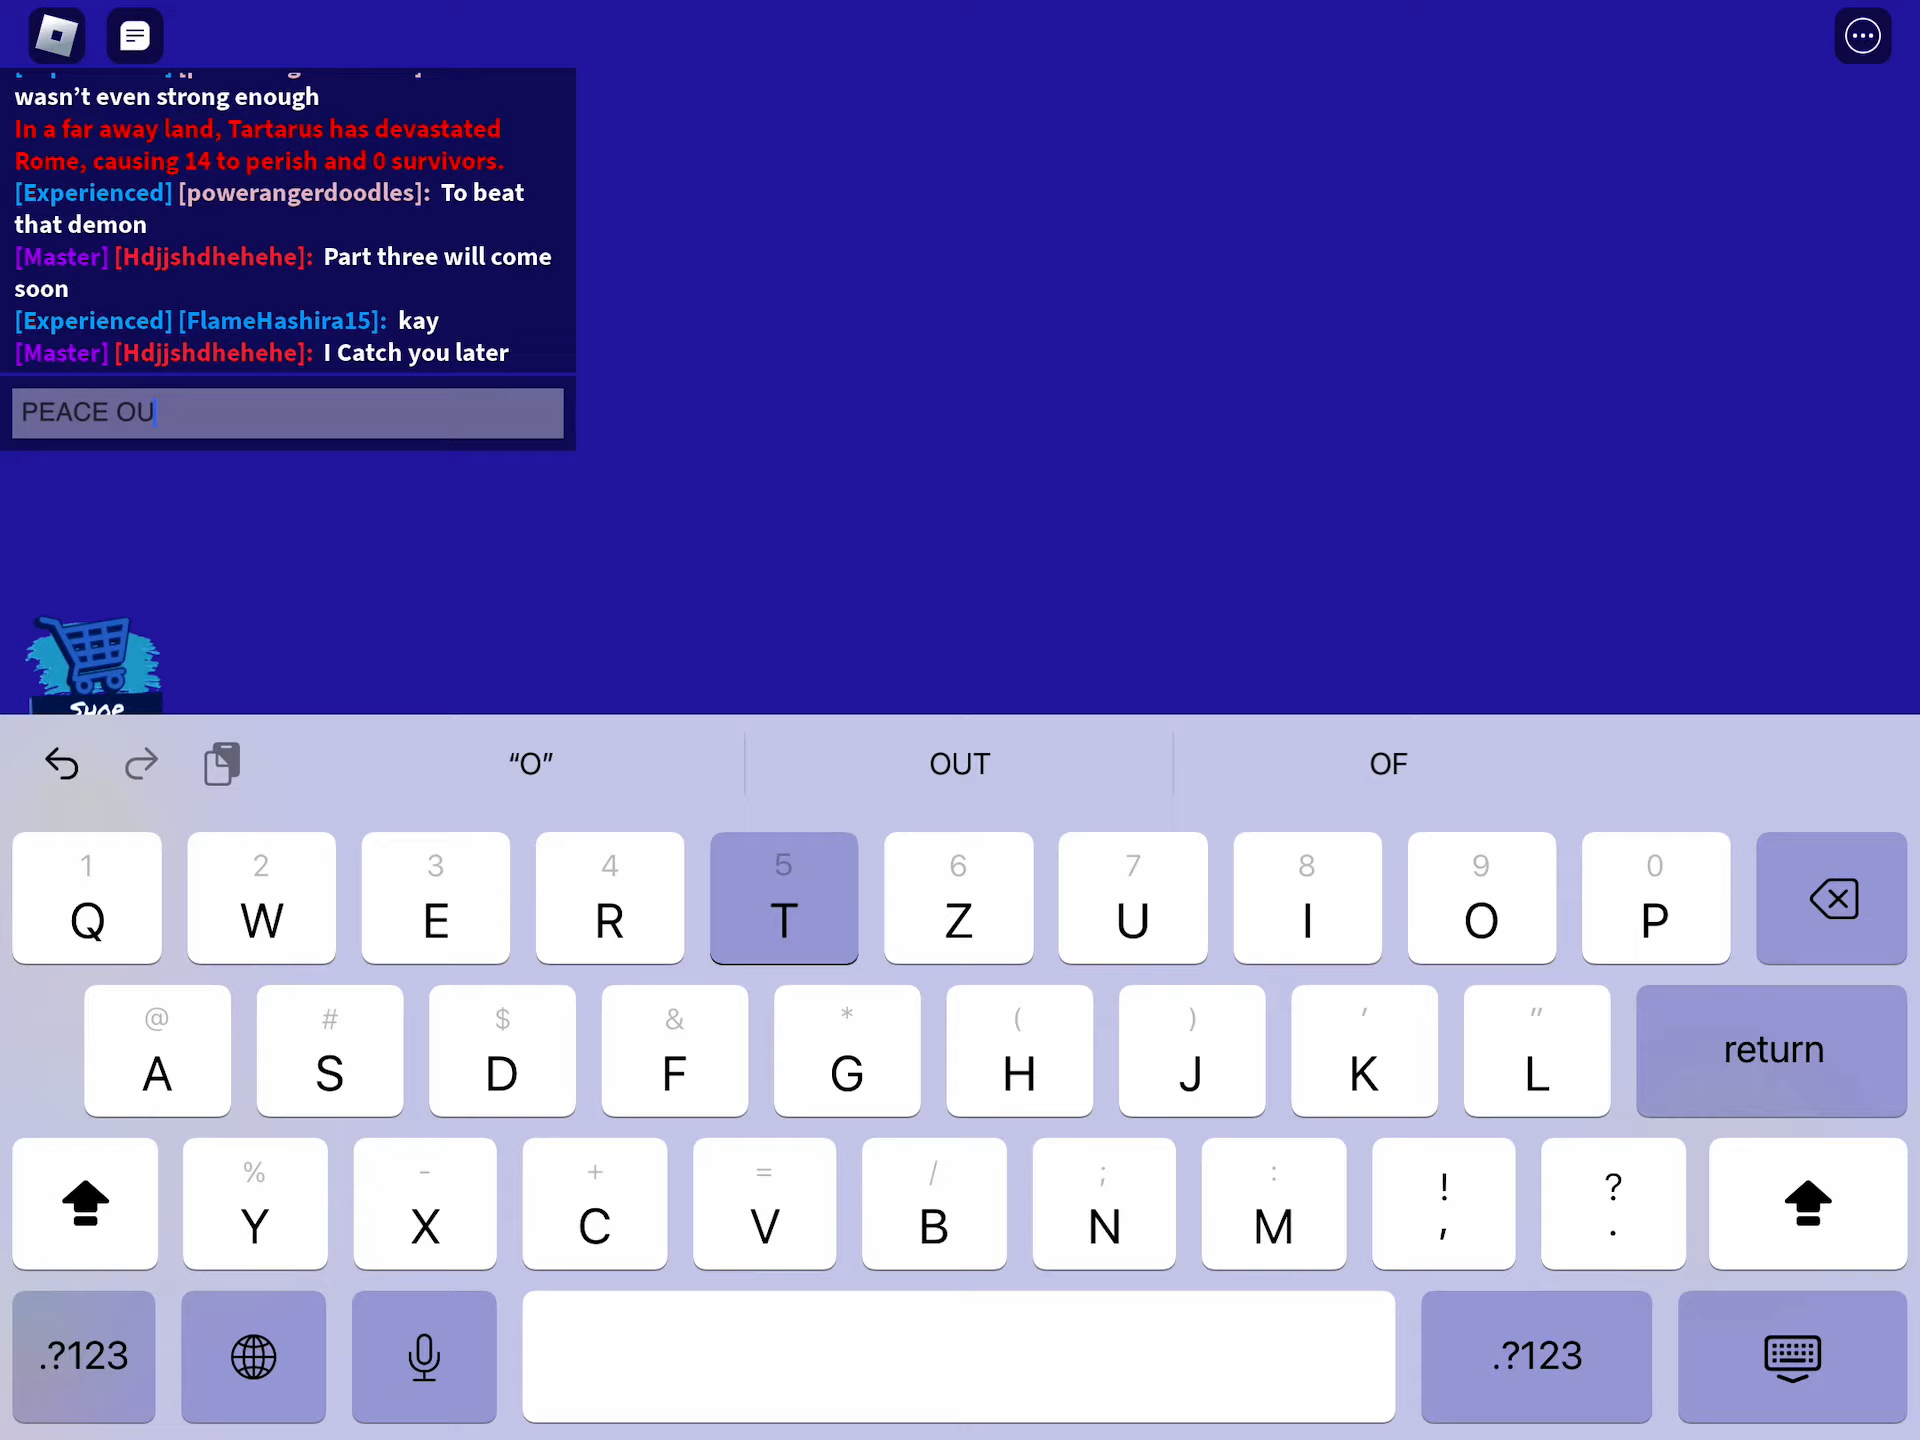 wasn't even strong enough
In a far away land, Tartarus has devastated
Rome, causing 14 to perish and 0 survivors.
[Experienced] [powerangerdoodles]: To beat
that demon
[Master] [Hdjjshdhehehe]: Part three will come
soon
[Experienced] [FlameHashira15]: kay
[Master] [Hdjjshdhehehe]: I Catch you later
PEACE OU
SHOP
“O” OUT OF
1 2 3 4 5 6 7 8 9 0
Q W E R T Z U I O P
@ # $ & * ( ) ' "
A S D F G H J K L return
% - + = / ; : ! ?
Y X C V B N M , .
.?123 .?123